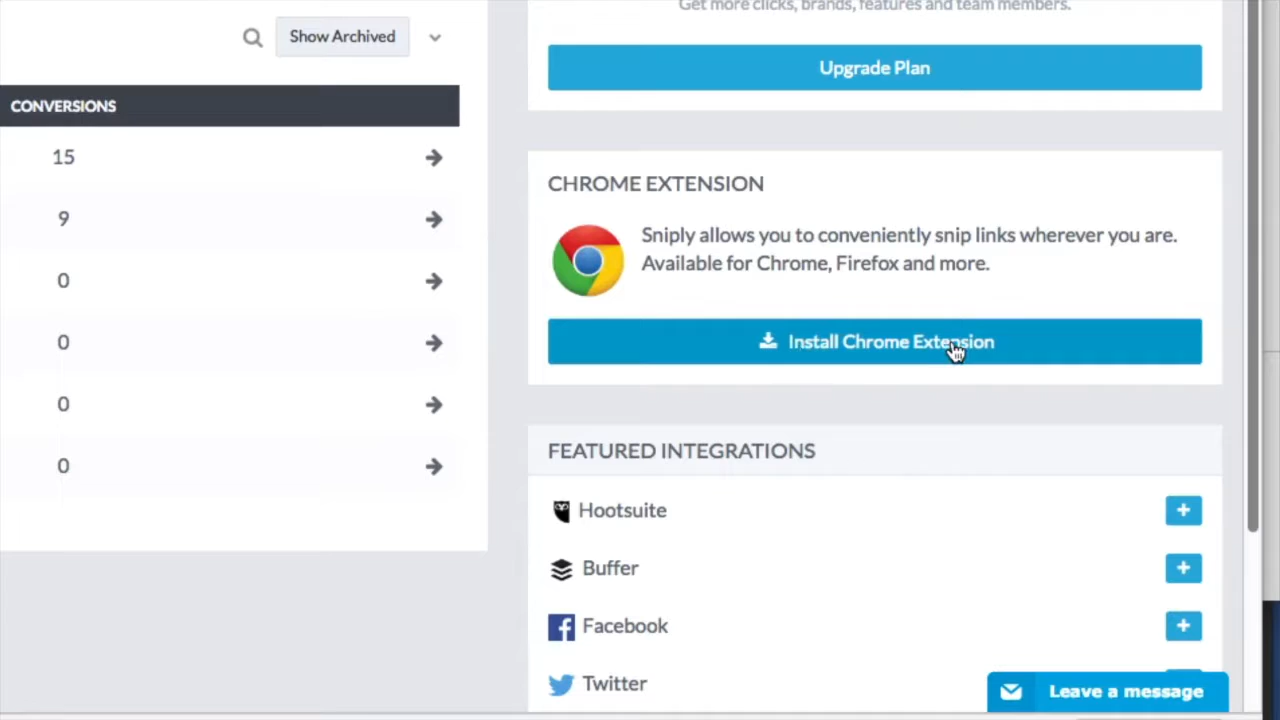 Get more clicks, brands, features and team members.
Show Archived
Upgrade Plan
CONVERSIONS
15
9
0
0
0
0
CHROME EXTENSION
Sniply allows you to conveniently snip links wherever you are.
Available for Chrome, Firefox and more.
Install Chrome Extension
FEATURED INTEGRATIONS
Hootsuite
Buffer
Facebook
Twitter
Leave a message